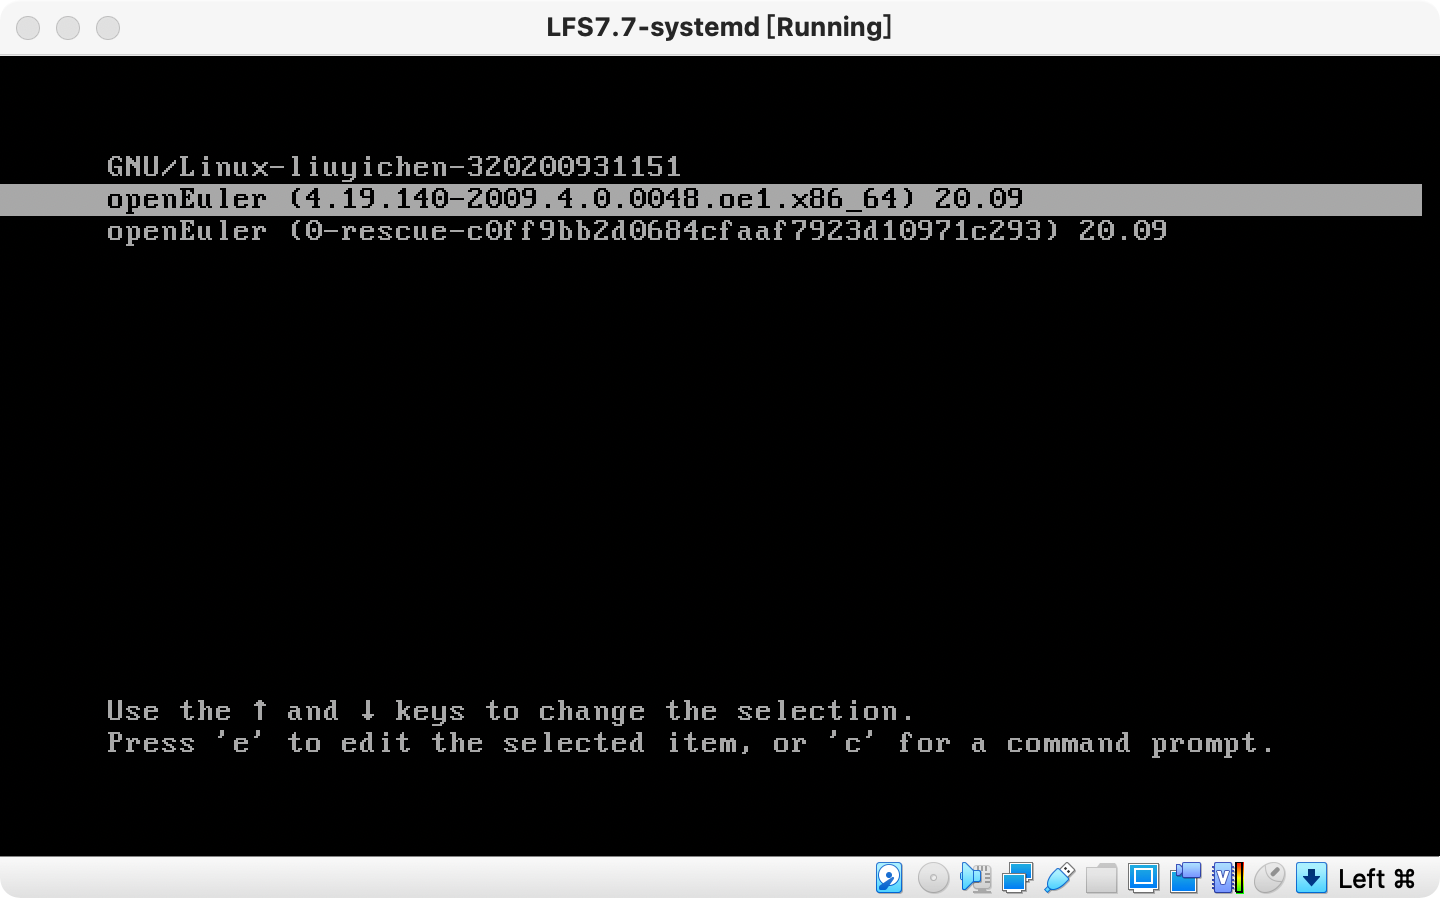 LFS7.7-systemd [Running]
GNU/Linux-liuyichen-320200931151
openEuler (4.19.140-2009.4.0.0048.oe1.x86_64) 20.09
openEuler (0-rescue-c0ff9bb2d0684cfaaf7923d10971c293) 20.09
Use the ↑ and ↓ keys to change the selection.
Press 'e' to edit the selected item, or 'c' for a command prompt.
V
Left ⌘